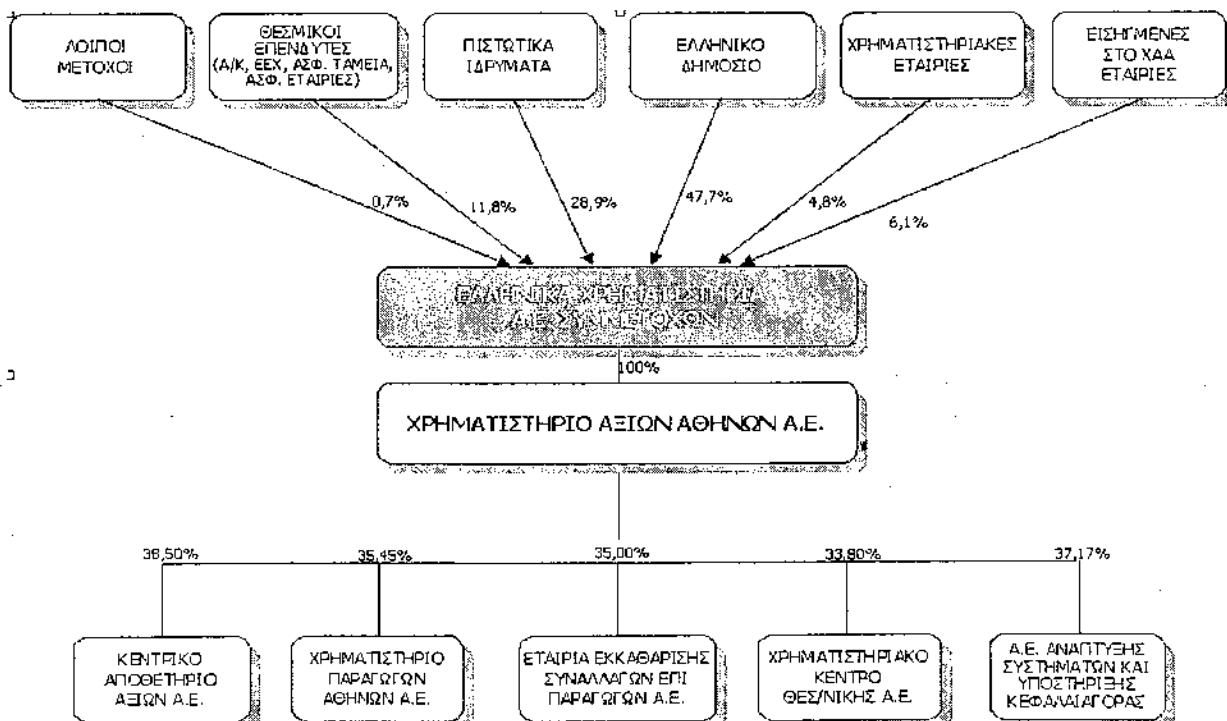 ΛΟΙΠΟΙ
ΜΕΤΟΧΟΙ
ΘΕΣΜΙΚΟΙ
ΕΠΕΝΔΥΤΕΣ
(Α/Κ, ΕΕΧ, ΑΣΦ. ΤΑΜΕΙΑ,
ΑΣΦ. ΕΤΑΙΡΙΕΣ)
ΠΙΣΤΩΤΙΚΑ
ΙΔΡΥΜΑΤΑ
ΕΛΛΗΝΙΚΟ
ΔΗΜΟΣΙΟ
ΧΡΗΜΑΤΙΣΤΗΡΙΑΚΕΣ
ΕΤΑΙΡΙΕΣ
ΕΙΣΗΓΜΕΝΕΣ
ΣΤΟ ΧΑΑ
ΕΤΑΙΡΙΕΣ
0,7%
11,8%
28,9%
47,7%
4,8%
6,1%
ΕΛΛΗΝΙΚΑ ΧΡΗΜΑΤΙΣΤΗΡΙΑ
Α.Ε. ΣΥΜΜΕΤΟΧΩΝ
100%
ΧΡΗΜΑΤΙΣΤΗΡΙΟ ΑΞΙΩΝ ΑΘΗΝΩΝ Α.Ε.
38,50%
35,45%
35,00%
33,80%
37,17%
ΚΕΝΤΡΙΚΟ
ΑΠΟΘΕΤΗΡΙΟ
ΑΞΙΩΝ Α.Ε.
ΧΡΗΜΑΤΙΣΤΗΡΙΟ
ΠΑΡΑΓΩΓΩΝ
ΑΘΗΝΩΝ Α.Ε.
ΕΤΑΙΡΙΑ ΕΚΚΑΘΑΡΙΣΗΣ
ΣΥΝΑΛΛΑΓΩΝ ΕΠΙ
ΠΑΡΑΓΩΓΩΝ Α.Ε.
ΧΡΗΜΑΤΙΣΤΗΡΙΑΚΟ
ΚΕΝΤΡΟ
ΘΕΣ/ΝΙΚΗΣ Α.Ε.
Α.Ε. ΑΝΑΠΤΥΞΗΣ
ΣΥΣΤΗΜΑΤΩΝ ΚΑΙ
ΥΠΟΣΤΗΡΙΞΗΣ
ΚΕΦΑΛΑΙΑΓΟΡΑΣ